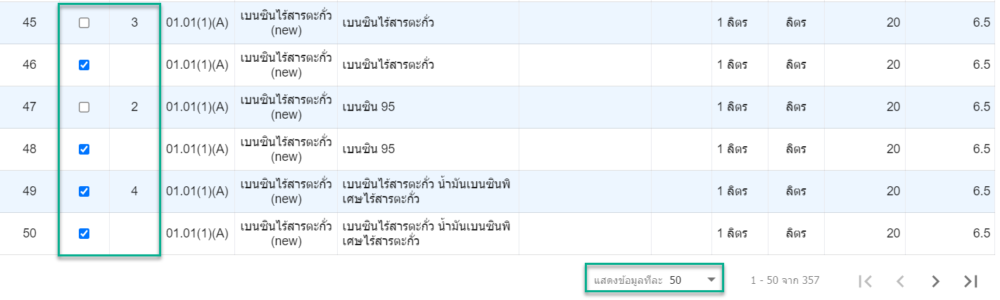 45 3 01.01(1)(A) เบนซินไร้สารตะกั่ว (new) เบนซินไร้สารตะกั่ว 1 ลิตร ลิตร 20 6.5
46 01.01(1)(A) เบนซินไร้สารตะกั่ว (new) เบนซินไร้สารตะกั่ว 1 ลิตร ลิตร 20 6.5
47 2 01.01(1)(A) เบนซินไร้สารตะกั่ว (new) เบนซิน 95 1 ลิตร ลิตร 20 6.5
48 01.01(1)(A) เบนซินไร้สารตะกั่ว (new) เบนซิน 95 1 ลิตร ลิตร 20 6.5
49 4 01.01(1)(A) เบนซินไร้สารตะกั่ว (new) เบนซินไร้สารตะกั่ว น้ำมันเบนซินพิเศษไร้สารตะกั่ว 1 ลิตร ลิตร 20 6.5
50 01.01(1)(A) เบนซินไร้สารตะกั่ว (new) เบนซินไร้สารตะกั่ว น้ำมันเบนซินพิเศษไร้สารตะกั่ว 1 ลิตร ลิตร 20 6.5
แสดงข้อมูลทีละ 50 1 - 50 จาก 357